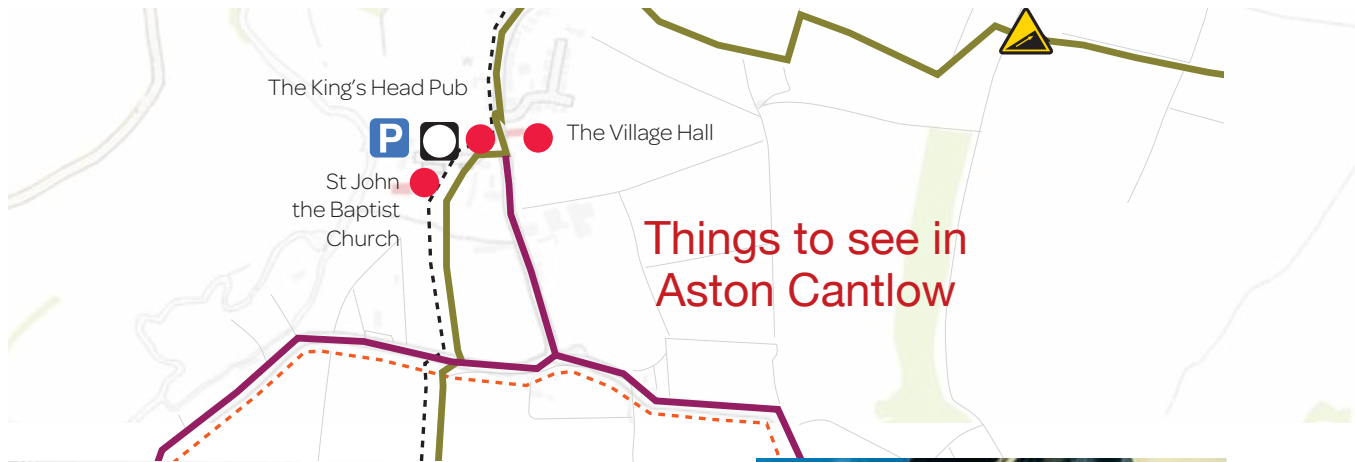 The King's Head Pub
P
The Village Hall
St John
the Baptist
Church
Things to see in
Aston Cantlow